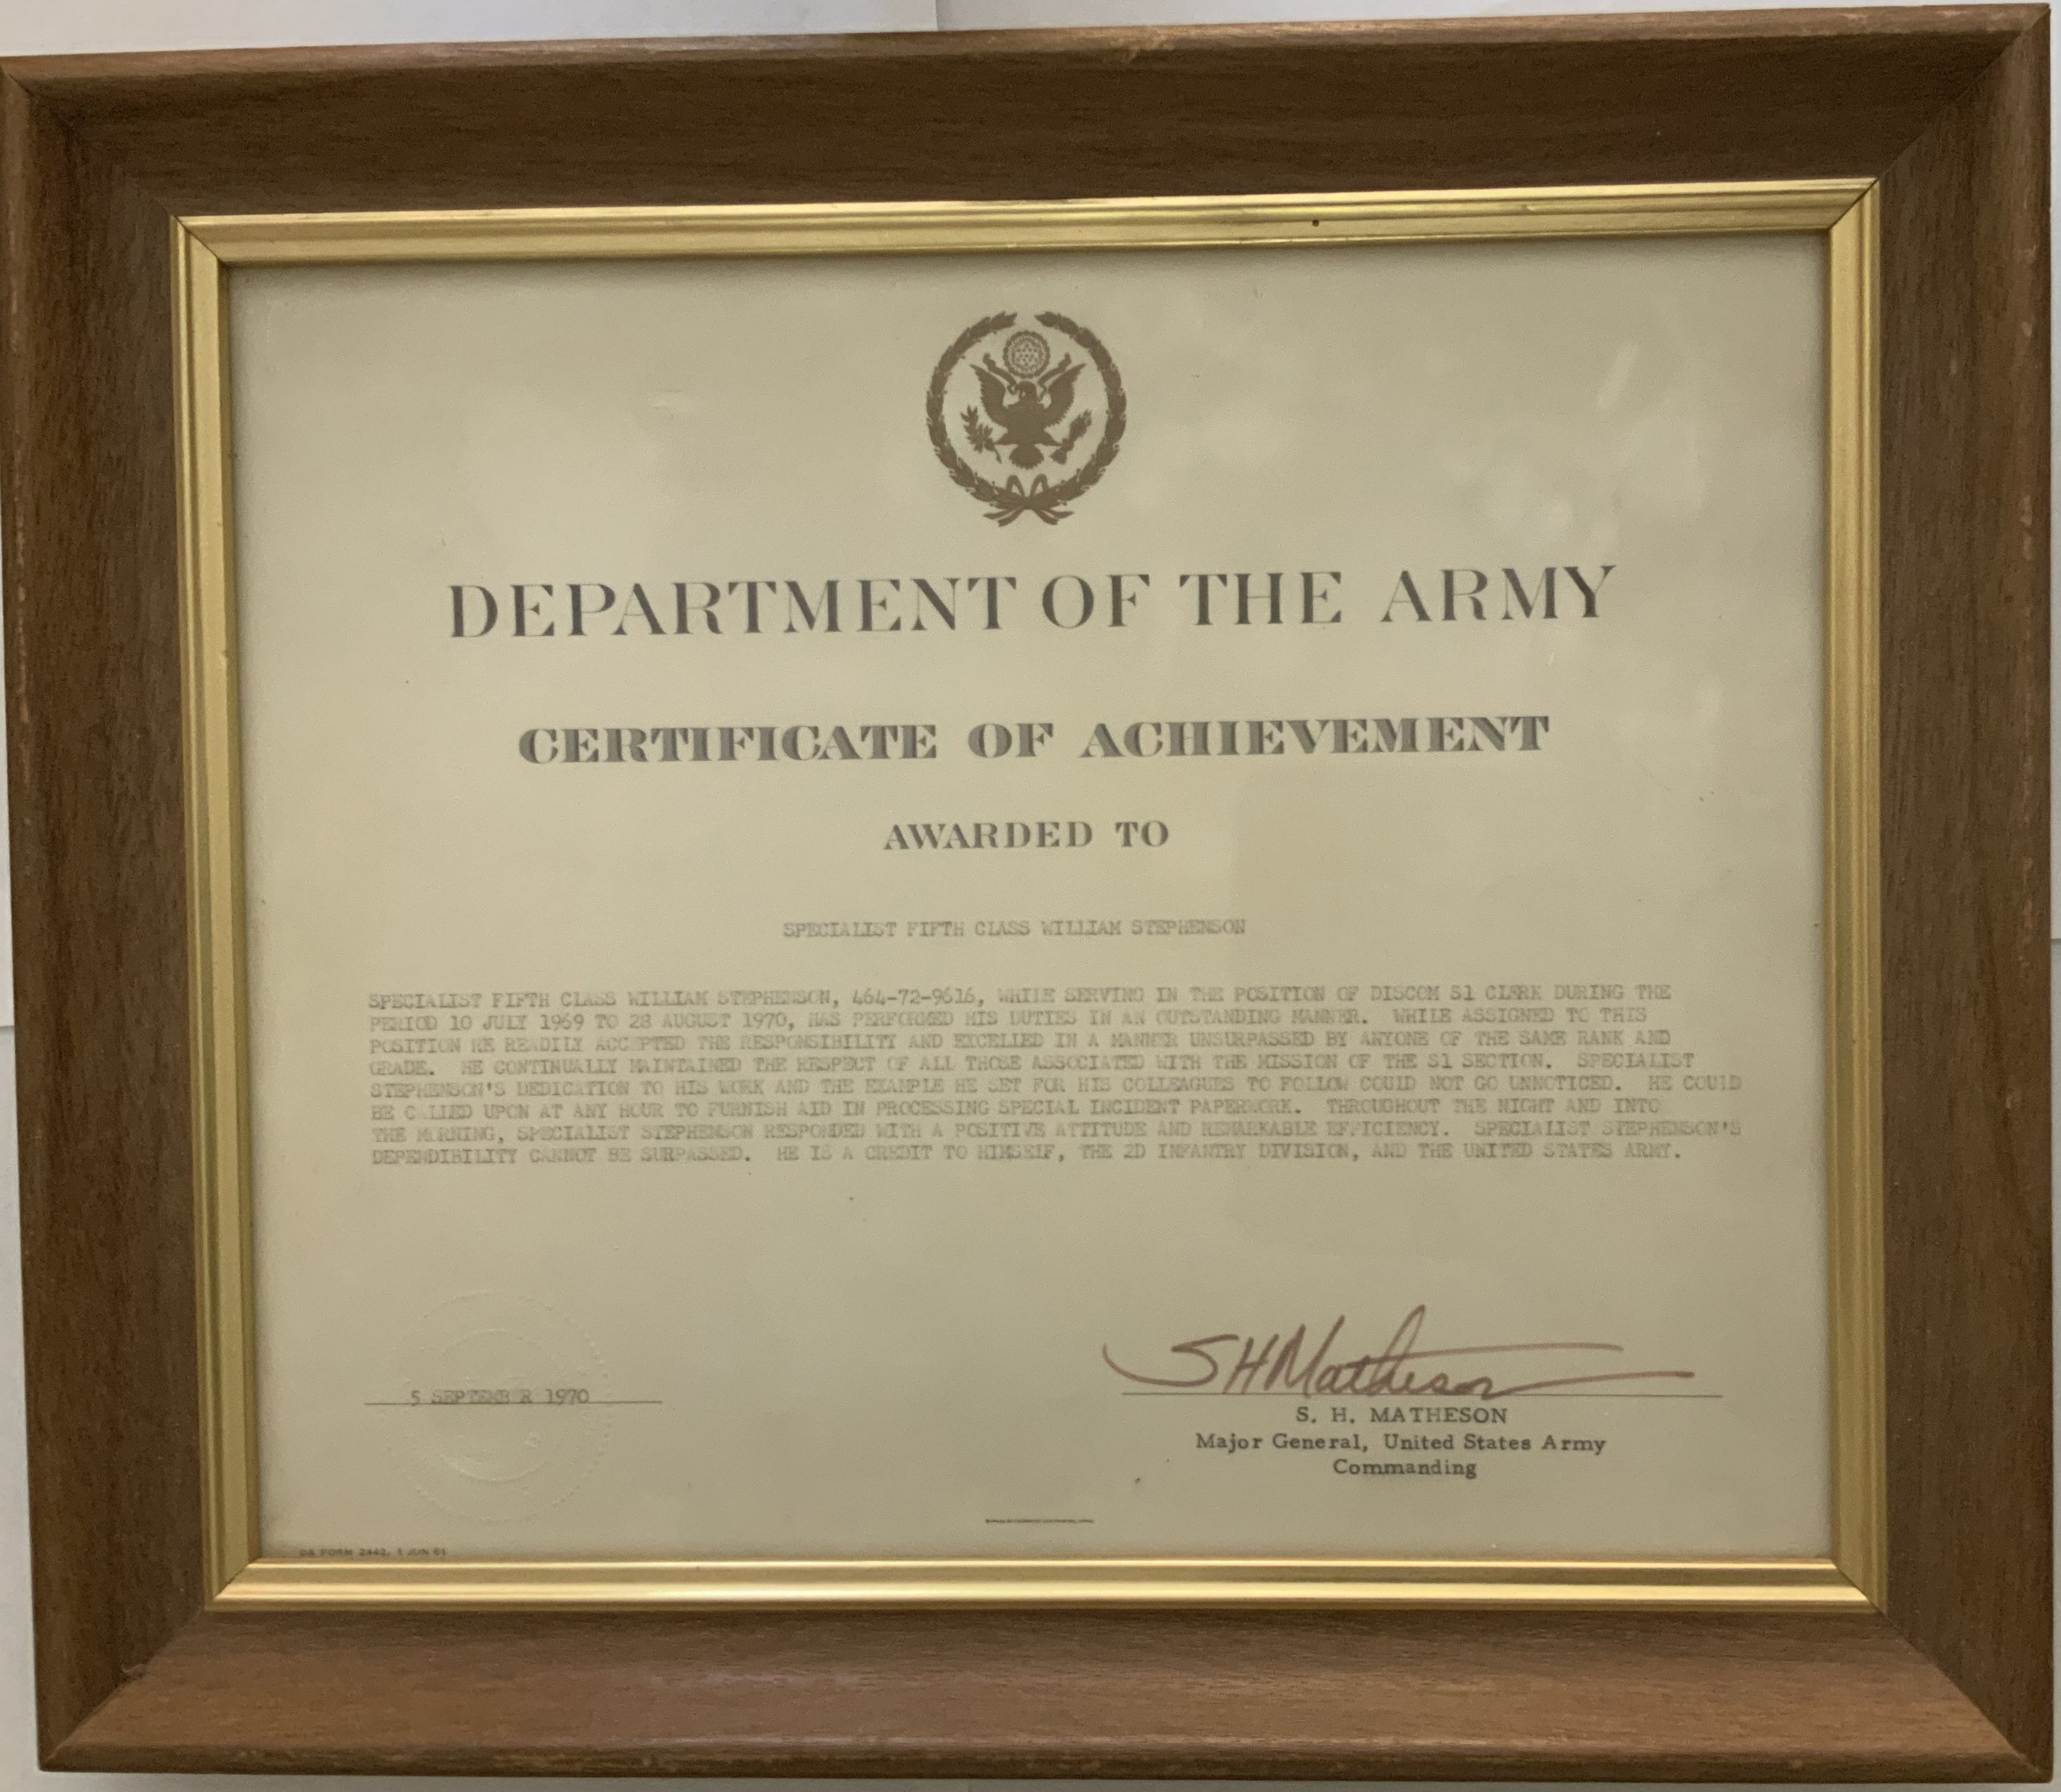 DEPARTMENT OF THE ARMY
CERTIFICATE OF ACHIEVEMENT
AWARDED TO
SPECIALIST FIFTH CLASS WILLIAM STEPHENSON
SPECIALIST FIFTH CLASS WILLIAM STEPHENSON, 464-72-9616, WHILE SERVING IN THE POSITION OF DISCOM S1 CLERK DURING THE
PERIOD 10 JULY 1969 TO 28 AUGUST 1970, HAS PERFORMED HIS DUTIES IN AN OUTSTANDING MANNER. WHILE ASSIGNED TO THIS
POSITION HE READILY ACCEPTED THE RESPONSIBILITY AND EXCELLED IN A MANNER UNSURPASSED BY ANYONE OF THE SAME RANK AND
GRADE. HE CONTINUALLY MAINTAINED THE RESPECT OF ALL THOSE ASSOCIATED WITH THE MISSION OF THE S1 SECTION. SPECIALIST
STEPHENSON'S DEDICATION TO HIS WORK AND THE EXAMPLE HE SET FOR HIS COLLEAGUES TO FOLLOW COULD NOT GO UNNOTICED. HE COULD
BE CALLED UPON AT ANY HOUR TO FURNISH AID IN PROCESSING SPECIAL INCIDENT PAPERWORK. THROUGHOUT THE NIGHT AND INTO
THE MORNING, SPECIALIST STEPHENSON RESPONDED WITH A POSITIVE ATTITUDE AND REMARKABLE EFFICIENCY. SPECIALIST STEPHENSON'S
DEPENDIBILITY CANNOT BE SURPASSED. HE IS A CREDIT TO HIMSELF, THE 2D INFANTRY DIVISION, AND THE UNITED STATES ARMY.
5 SEPTEMBER 1970
SHMatheson
S. H. MATHESON
Major General, United States Army
Commanding
DA FORM 2442, 1 JUN 61